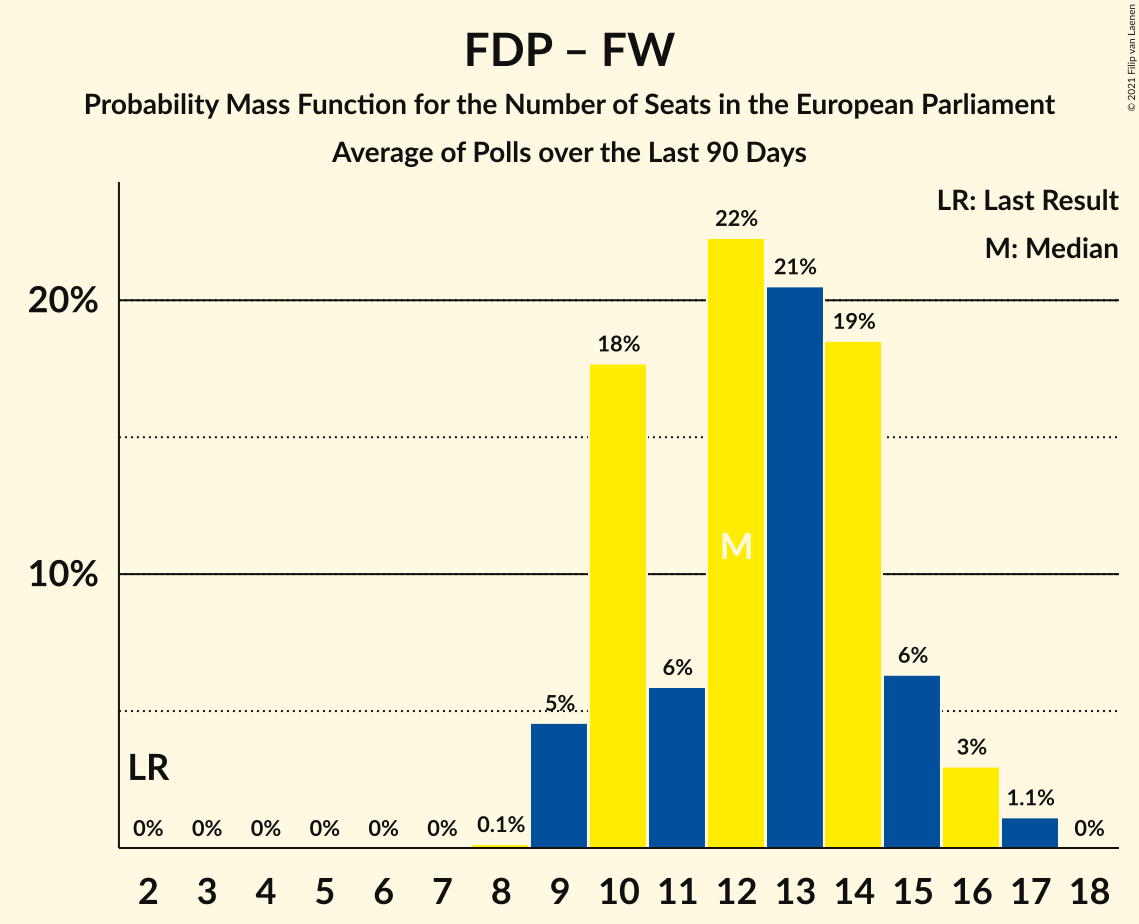 FDP – FW
Probability Mass Function for the Number of Seats in the European Parliament
Average of Polls over the Last 90 Days
© 2021 Filip van Laenen
LR: Last Result
M: Median
20%
10%
LR
0% 0% 0% 0% 0% 0% 0.1% 5% 18% 6% 22% 21% 19% 6% 3% 1.1% 0%
M
2 3 4 5 6 7 8 9 10 11 12 13 14 15 16 17 18